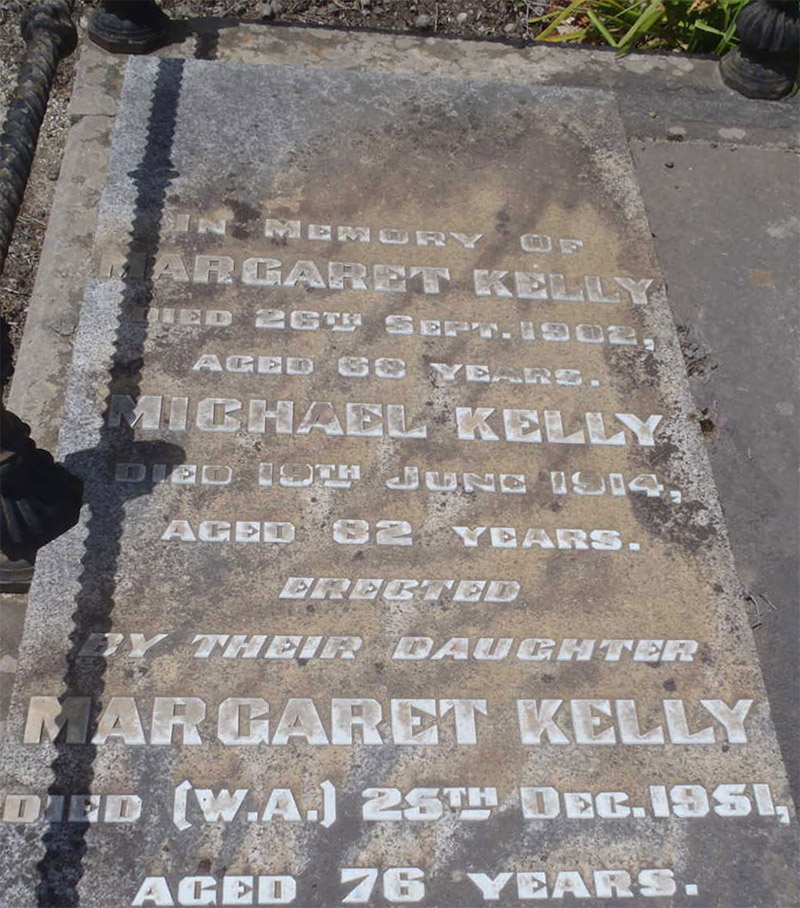 In Memory of
Margaret Kelly
Died 26th Sept. 1902,
aged 68 years.
Michael Kelly
Died 19th June 1914,
aged 82 years.
Erected
by their Daughter
Margaret Kelly
Died (W.A.) 25th Dec. 1951,
aged 76 years.